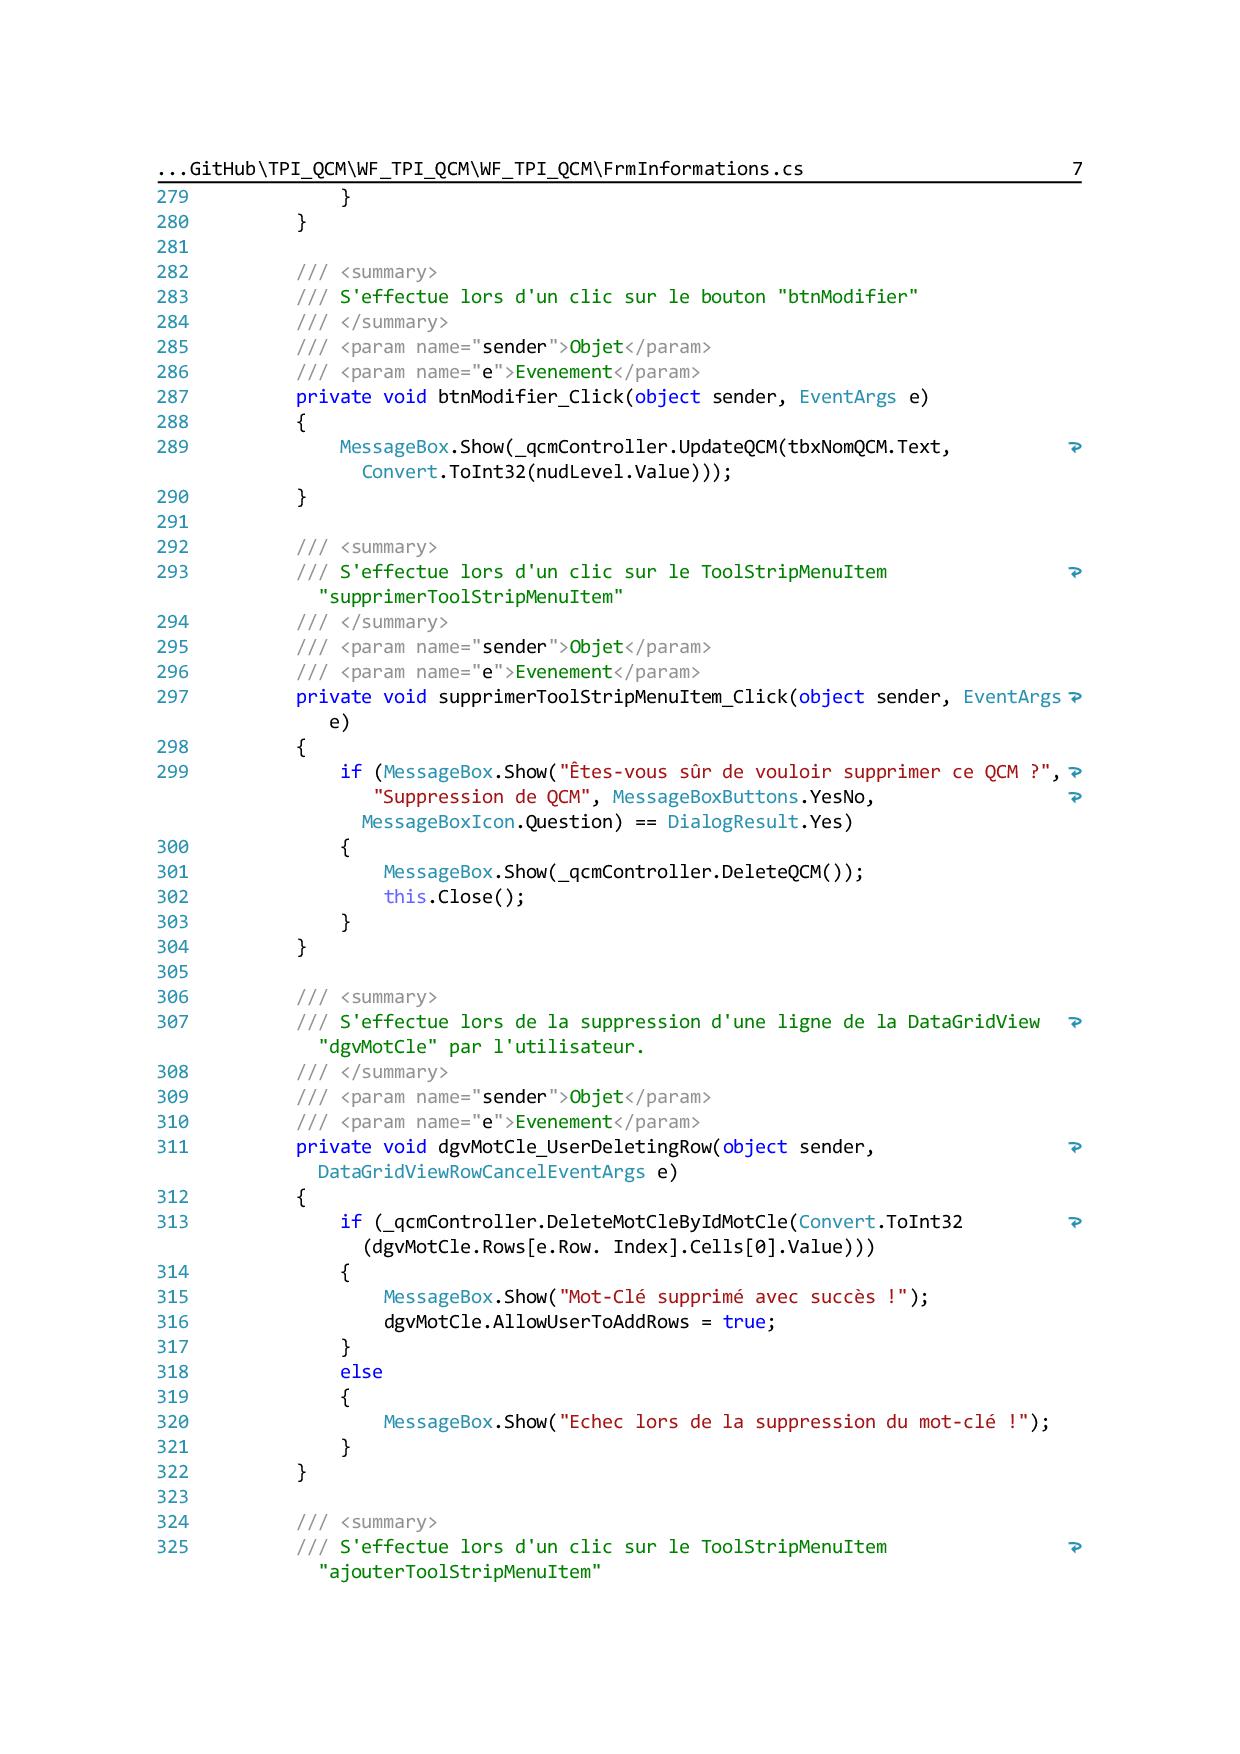 ...GitHub\TPI_QCM\WF_TPI_QCM\WF_TPI_QCM\FrmInformations.cs 7
279 }
280 }
281
282 /// <summary>
283 /// S'effectue lors d'un clic sur le bouton "btnModifier"
284 /// </summary>
285 /// <param name="sender">Objet</param>
286 /// <param name="e">Evenement</param>
287 private void btnModifier_Click(object sender, EventArgs e)
288 {
289 MessageBox.Show(_qcmController.UpdateQCM(tbxNomQCM.Text,
Convert.ToInt32(nudLevel.Value)));
290 }
291
292 /// <summary>
293 /// S'effectue lors d'un clic sur le ToolStripMenuItem
"supprimerToolStripMenuItem"
294 /// </summary>
295 /// <param name="sender">Objet</param>
296 /// <param name="e">Evenement</param>
297 private void supprimerToolStripMenuItem_Click(object sender, EventArgs
e)
298 {
299 if (MessageBox.Show("Êtes-vous sûr de vouloir supprimer ce QCM ?",
"Suppression de QCM", MessageBoxButtons.YesNo,
MessageBoxIcon.Question) == DialogResult.Yes)
300 {
301 MessageBox.Show(_qcmController.DeleteQCM());
302 this.Close();
303 }
304 }
305
306 /// <summary>
307 /// S'effectue lors de la suppression d'une ligne de la DataGridView
"dgvMotCle" par l'utilisateur.
308 /// </summary>
309 /// <param name="sender">Objet</param>
310 /// <param name="e">Evenement</param>
311 private void dgvMotCle_UserDeletingRow(object sender,
DataGridViewRowCancelEventArgs e)
312 {
313 if (_qcmController.DeleteMotCleByIdMotCle(Convert.ToInt32
(dgvMotCle.Rows[e.Row. Index].Cells[0].Value)))
314 {
315 MessageBox.Show("Mot-Clé supprimé avec succès !");
316 dgvMotCle.AllowUserToAddRows = true;
317 }
318 else
319 {
320 MessageBox.Show("Echec lors de la suppression du mot-clé !");
321 }
322 }
323
324 /// <summary>
325 /// S'effectue lors d'un clic sur le ToolStripMenuItem
"ajouterToolStripMenuItem"